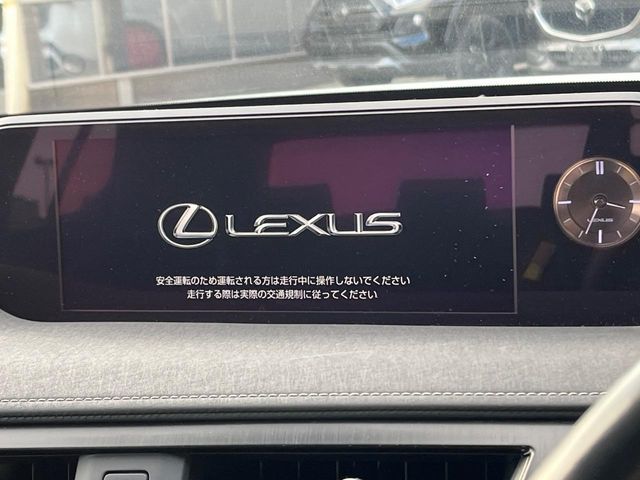 LEXUS
安全運転のため運転される方は走行中に操作しないでください
走行する際は実際の交通規制に従ってください
LEXUS